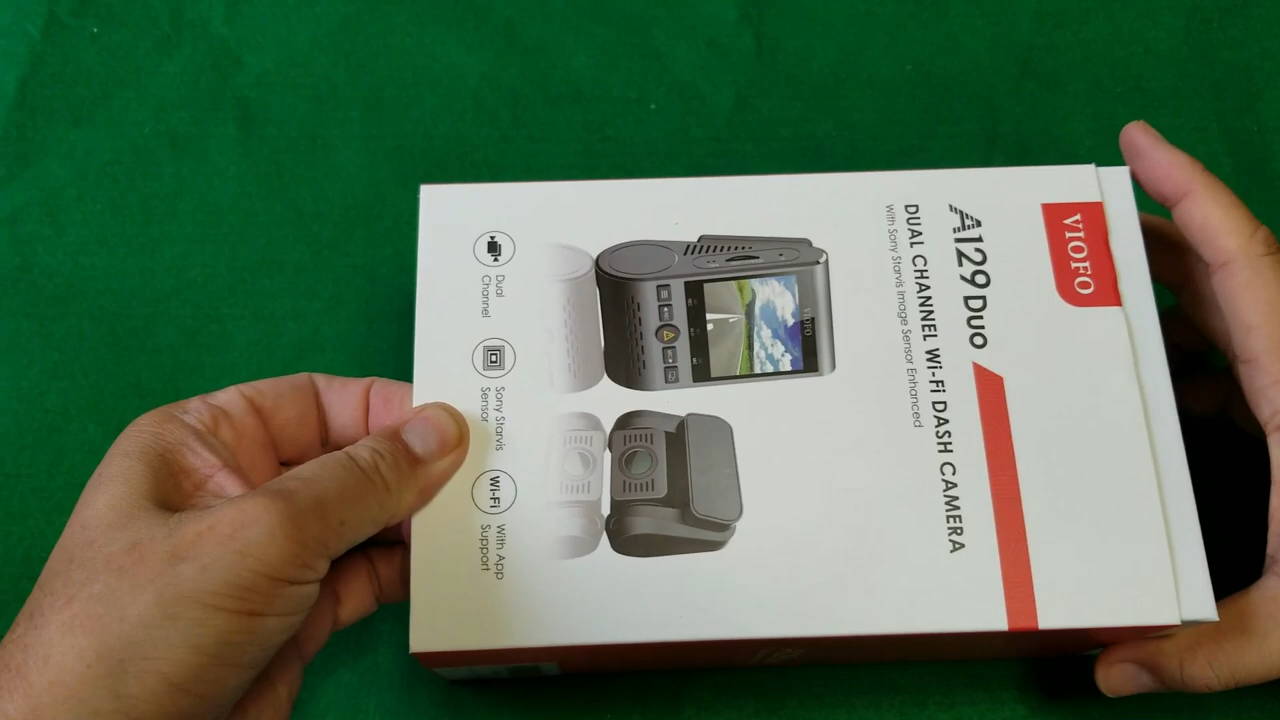 VIOFO
A129 Duo
DUAL CHANNEL Wi-Fi DASH CAMERA
With Sony Starvis Image Sensor Enhanced
VIOFO
Dual
Channel
Sony Starvis
Sensor
Wi-Fi
With App
Support